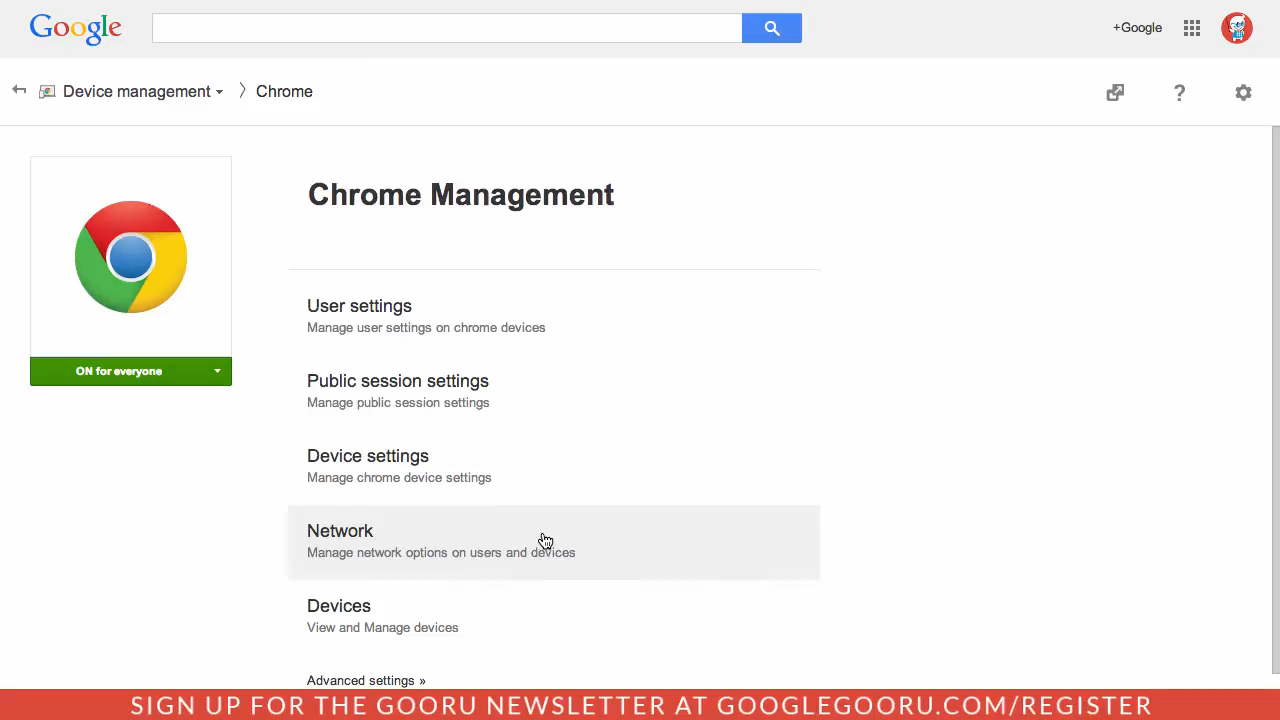 Google
+Google
Device management
Chrome
Chrome Management
ON for everyone
User settings
Manage user settings on chrome devices
Public session settings
Manage public session settings
Device settings
Manage chrome device settings
Network
Manage network options on users and devices
Devices
View and Manage devices
Advanced settings »
SIGN UP FOR THE GOORU NEWSLETTER AT GOOGLEGOORU.COM/REGISTER